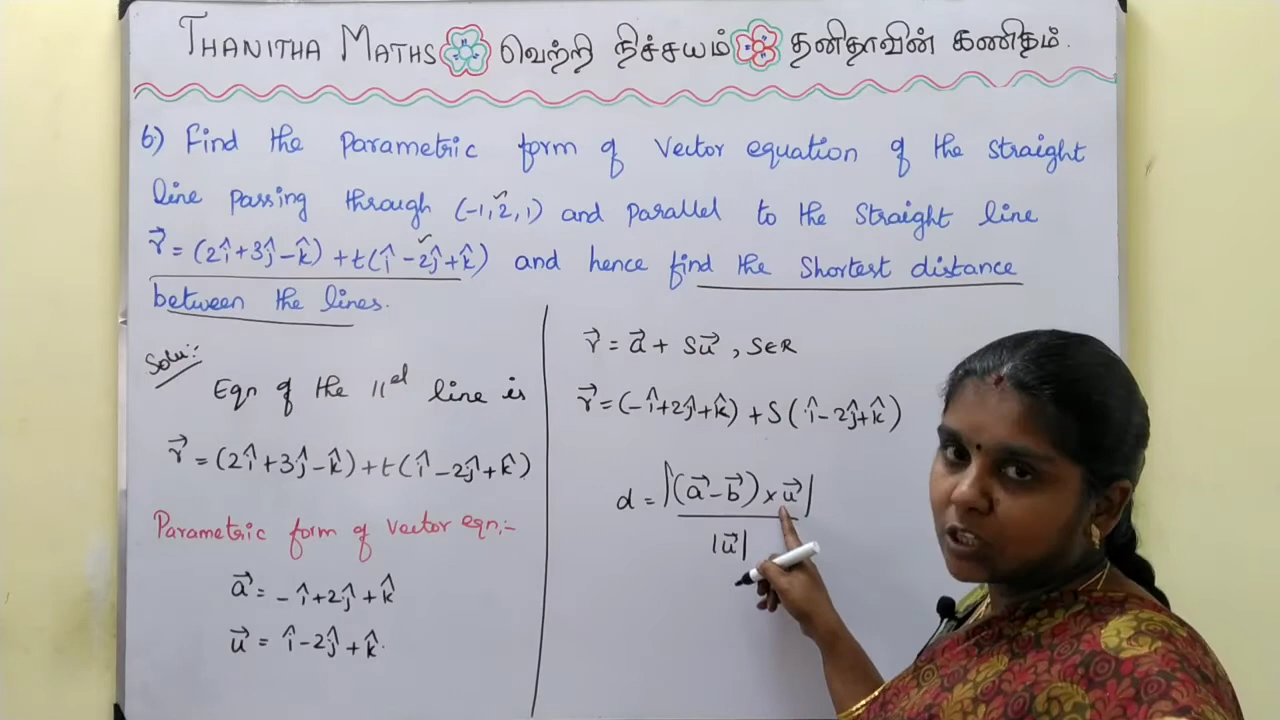 THANITHA MATHS வெற்றி நிச்சயம் தனிதாவின் கணிதம்.
6) Find the Parametric form of Vector equation of the straight
line passing through (-1, 2, 1) and parallel to the straight line
r⃗ = (2î+3ĵ-k̂) + t(î-2ĵ+k̂) and hence find the shortest distance
between the lines.
Solu:-
Eqn of the 11el line is
r⃗ = (2î+3ĵ-k̂)+t(î-2ĵ+k̂)
Parametric form of Vector eqn:-
a⃗ = -î+2ĵ+k̂
u⃗ = î-2ĵ+k̂.
r⃗ = a⃗ + su⃗ , s∈R
r⃗ = (-î+2ĵ+k̂) + s(î-2ĵ+k̂)
d = |(a⃗-b⃗) × u⃗|
|u⃗|